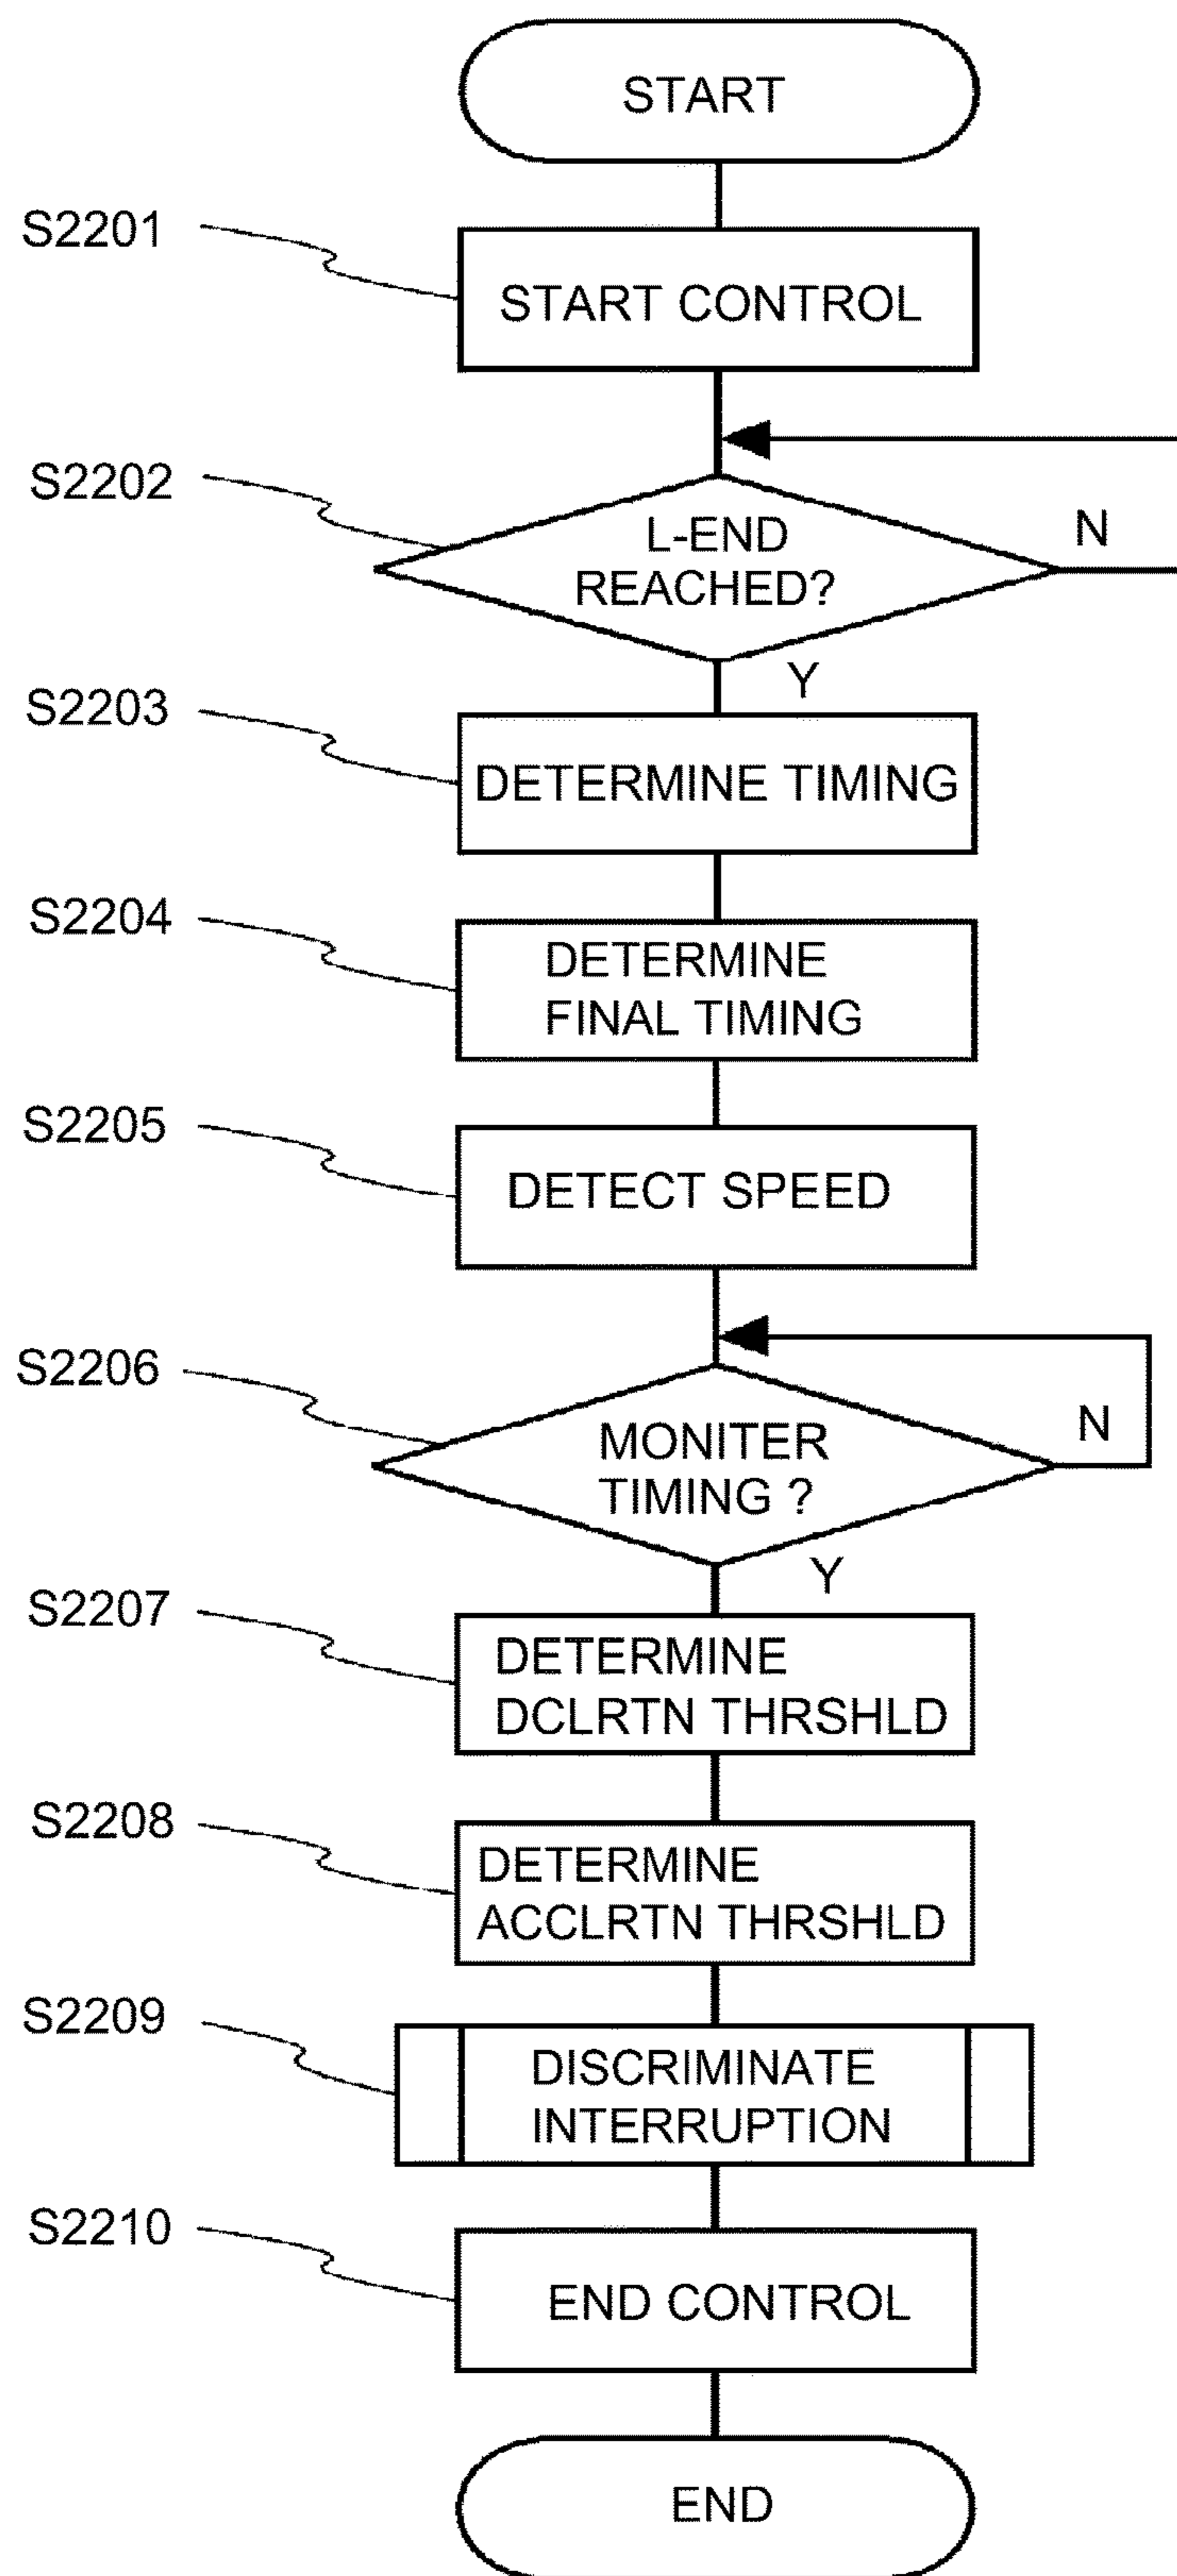 START
S2201
START CONTROL
S2202
L-END
REACHED?
N
Y
S2203
DETERMINE TIMING
S2204
DETERMINE
FINAL TIMING
S2205
DETECT SPEED
S2206
MONITER
TIMING ?
N
Y
S2207
DETERMINE
DCLRTN THRSHLD
S2208
DETERMINE
ACCLRTN THRSHLD
S2209
DISCRIMINATE
INTERRUPTION
S2210
END CONTROL
END